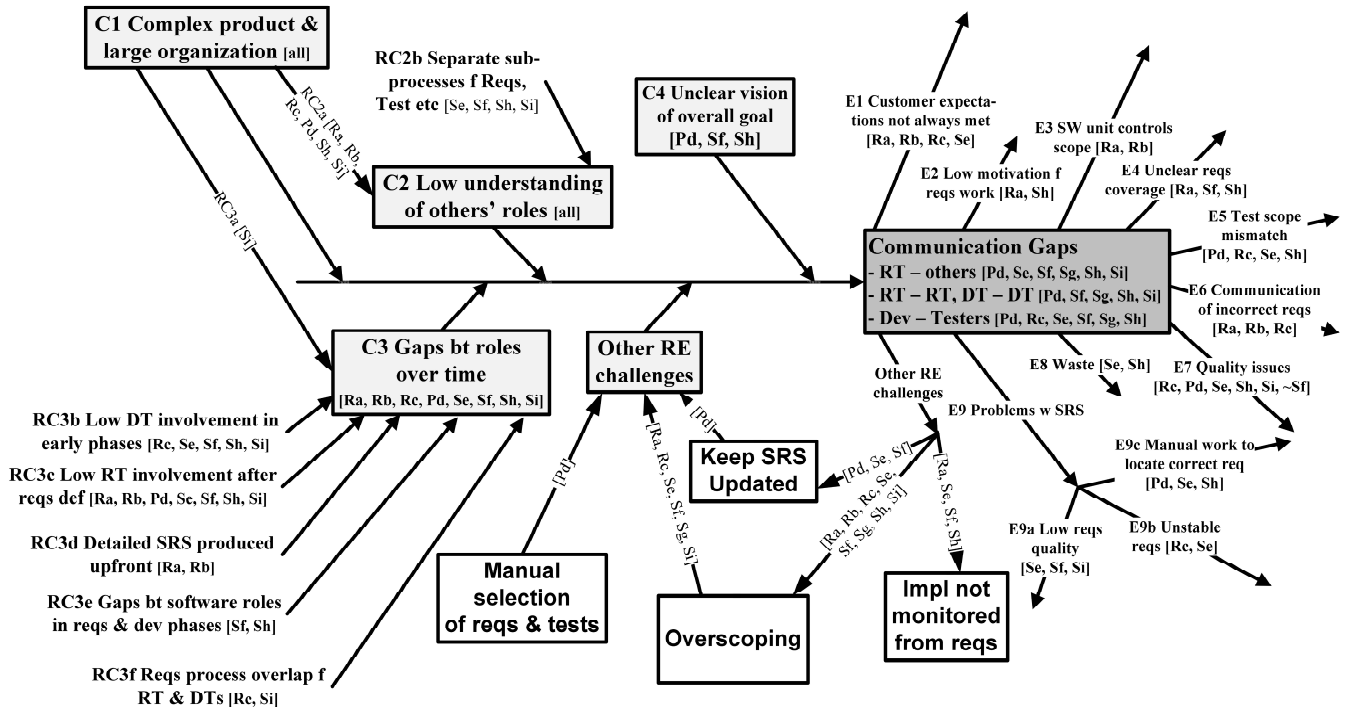 C1 Complex product &
large organization [all]
RC2b Separate sub-
processes f Reqs,
Test etc [Se, Sf, Sh, Si]
RC2a [Ra, Rb,
Rc, Pd, Sh, Si]
C2 Low understanding
of others' roles [all]
C4 Unclear vision
of overall goal
[Pd, Sf, Sh]
RC3a [Si]
E1 Customer expecta-
tions not always met
[Ra, Rb, Rc, Se]
E2 Low motivation f
reqs work [Ra, Sh]
E3 SW unit controls
scope [Ra, Rb]
E4 Unclear reqs
coverage [Ra, Sf, Sh]
E5 Test scope
mismatch
[Pd, Rc, Se, Sh]
Communication Gaps
- RT – others [Pd, Se, Sf, Sg, Sh, Si]
- RT – RT, DT – DT [Pd, Sf, Sg, Sh, Si]
- Dev – Testers [Pd, Rc, Se, Sf, Sg, Sh]
E6 Communication
of incorrect reqs
[Ra, Rb, Rc]
E7 Quality issues
[Rc, Pd, Se, Sh, Si, ~Sf]
E8 Waste [Se, Sh]
Other RE
challenges
E9 Problems w SRS
E9c Manual work to
locate correct req
[Pd, Se, Sh]
E9b Unstable
reqs [Rc, Se]
E9a Low reqs
quality
[Se, Sf, Si]
C3 Gaps bt roles
over time
[Ra, Rb, Rc, Pd, Se, Sf, Sh, Si]
Other RE
challenges
RC3b Low DT involvement in
early phases [Rc, Se, Sf, Sh, Si]
RC3c Low RT involvement after
reqs def [Ra, Rb, Pd, Se, Sf, Sh, Si]
RC3d Detailed SRS produced
upfront [Ra, Rb]
RC3e Gaps bt software roles
in reqs & dev phases [Sf, Sh]
RC3f Reqs process overlap f
RT & DTs [Rc, Si]
[Pd]
[Ra, Rc, Se, Sf, Sg, Si]
[Pd]
Keep SRS
Updated
[Pd, Se, Sf]
[Ra, Rb, Rc, Se,
Sf, Sg, Sh, Si]
[Ra, Se, Sf, Sh]
Manual
selection
of reqs & tests
Overscoping
Impl not
monitored
from reqs